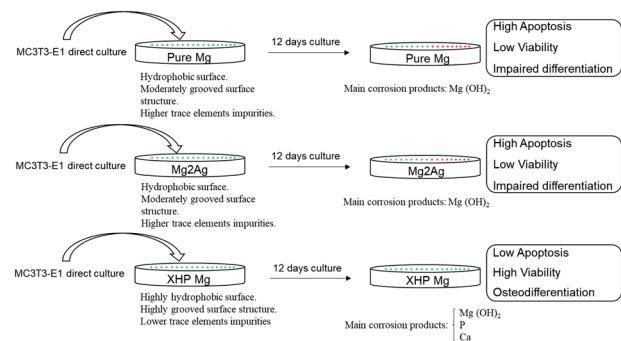 MC3T3-E1 direct culture
Pure Mg
Hydrophobic surface.
Moderately grooved surface
structure.
Higher trace elements impurities.
12 days culture
Pure Mg
Main corrosion products: Mg (OH)₂
High Apoptosis
Low Viability
Impaired differentiation
MC3T3-E1 direct culture
Mg2Ag
Hydrophobic surface.
Moderately grooved surface
structure.
Higher trace elements impurities.
12 days culture
Mg2Ag
Main corrosion products: Mg (OH)₂
High Apoptosis
Low Viability
Impaired differentiation
MC3T3-E1 direct culture
XHP Mg
Highly hydrophobic surface.
Highly grooved surface structure.
Lower trace elements impurities
12 days culture
XHP Mg
Main corrosion products:
Mg (OH)₂
P
Ca
Low Apoptosis
High Viability
Osteodifferentiation